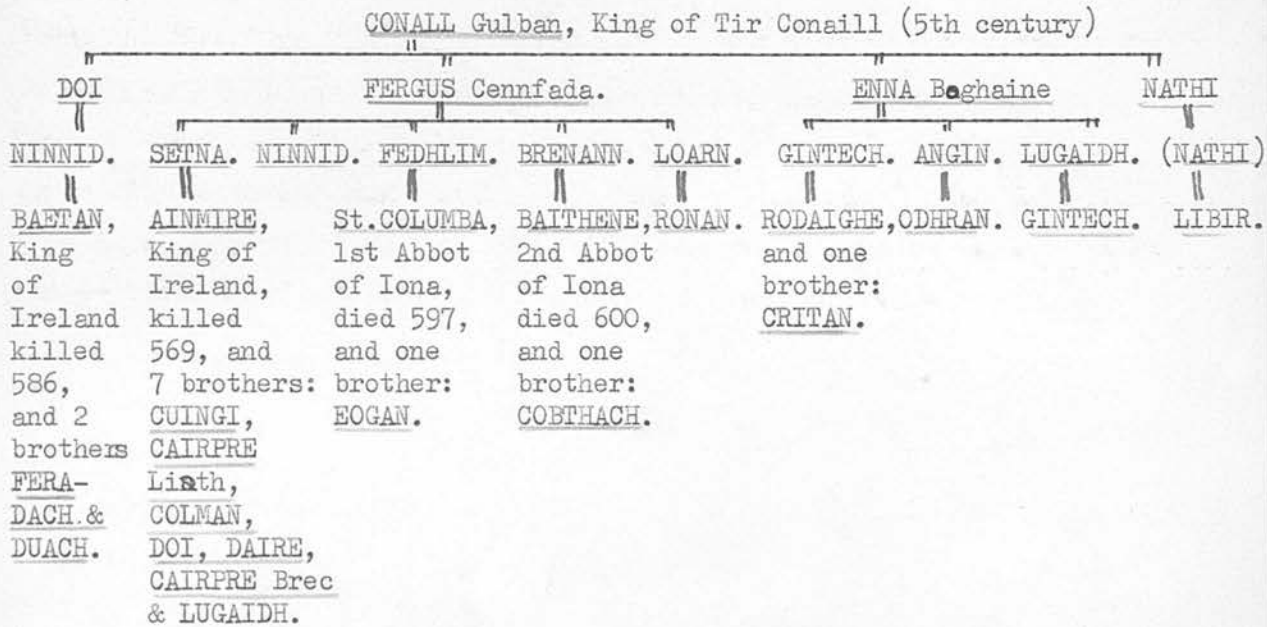 CONALL Gulban, King of Tir Conaill (5th century)
DOI FERGUS Cennfada. ENNA Boghaine NATHI
NINNID. SETNA. NINNID. FEDHLIM. BRENANN. LOARN. GINTECH. ANGIN. LUGAIDH. (NATHI)
BAETAN, AINMIRE, St.COLUMBA, BAITHENE, RONAN. RODAIGHE, ODHRAN. GINTECH. LIBIR.
King King of 1st Abbot 2nd Abbot and one
of Ireland, of Iona, of Iona brother:
Ireland killed died 597, died 600, CRITAN.
killed 569, and and one and one
586, 7 brothers: brother: brother:
and 2 CUINGI, EOGAN. COBTHACH.
brothers CAIRPRE
FERA- Liath,
DACH.& COLMAN,
DUACH. DOI, DAIRE,
CAIRPRE Brec
& LUGAIDH.